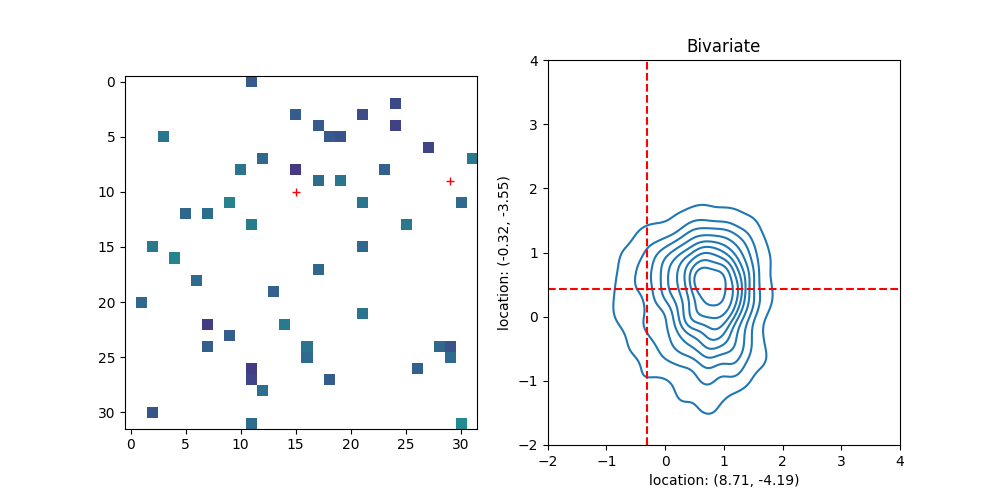 Bivariate
0
5
10
15
20
25
30
0 5 10 15 20 25 30
location: (-0.32, -3.55)
4
3
2
1
0
−1
−2
−2 −1 0 1 2 3 4
location: (8.71, -4.19)